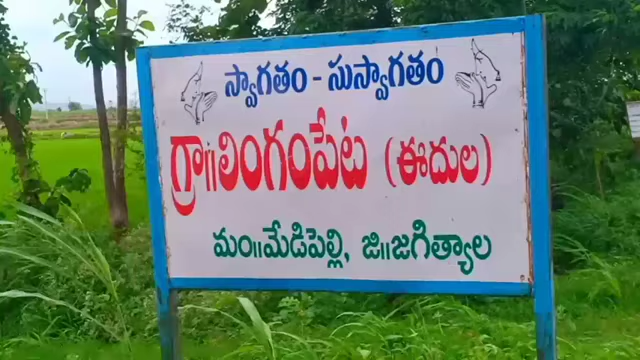 స్వాగతం - సుస్వాగతం
గ్రా॥లింగంపేట (ఈదుల)
మం॥మేడిపెల్లి, జి॥జగిత్యాల